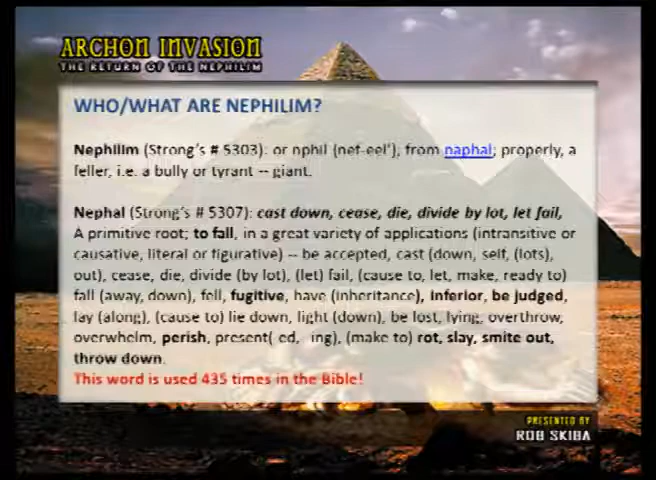 ARCHON INVASION
THE RETURN OF THE NEPHILIM
WHO/WHAT ARE NEPHILIM?
Nephilim (Strong's # 5303): or nphil (nef-eel'); from naphal; properly, a
feller, i.e. a bully or tyrant -- giant.
Nephal (Strong's # 5307): cast down, cease, die, divide by lot, let fail,
A primitive root; to fall, in a great variety of applications (intransitive or
causative, literal or figurative) -- be accepted, cast (down, self, (lots),
out), cease, die, divide (by lot), (let) fail, (cause to, let, make, ready to)
fall (away, down), fell, fugitive, have (inheritance), inferior, be judged,
lay (along), (cause to) lie down, light (down), be lost, lying, overthrow,
overwhelm, perish, present( ed, ing), (make to) rot, slay, smite out,
throw down.
This word is used 435 times in the Bible!
PRESENTED BY
ROB SKIBA